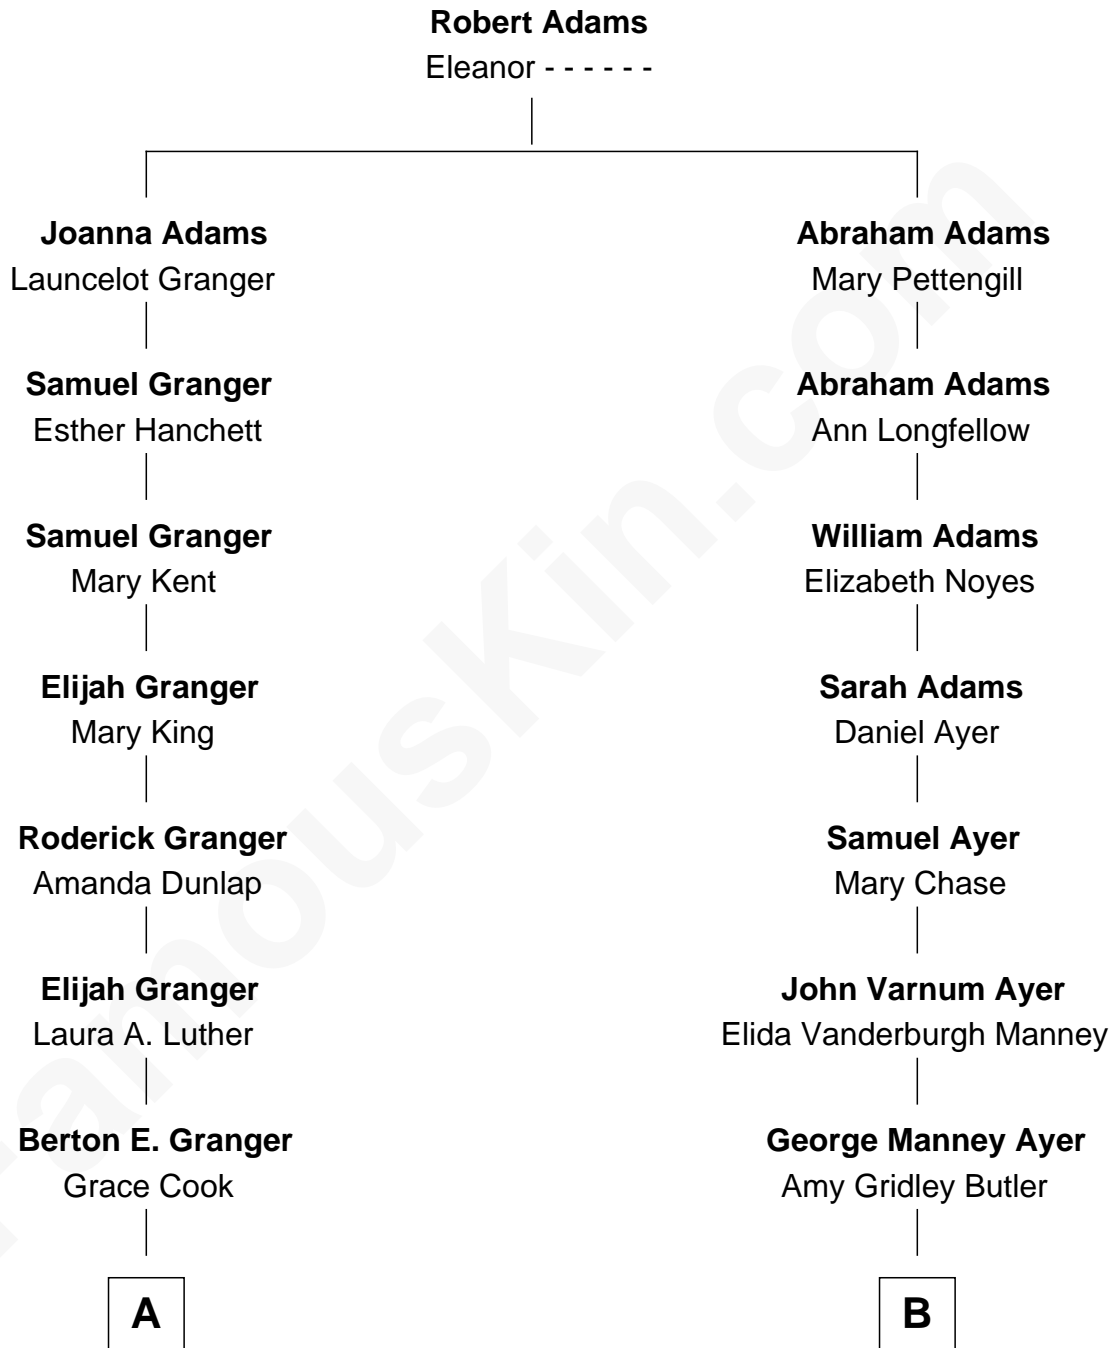 Robert Adams
Eleanor - - - - - -
Joanna Adams
Launcelot Granger
Abraham Adams
Mary Pettengill
Samuel Granger
Esther Hanchett
Abraham Adams
Ann Longfellow
Samuel Granger
Mary Kent
William Adams
Elizabeth Noyes
Elijah Granger
Mary King
Sarah Adams
Daniel Ayer
Roderick Granger
Amanda Dunlap
Samuel Ayer
Mary Chase
Elijah Granger
Laura A. Luther
John Varnum Ayer
Elida Vanderburgh Manney
Berton E. Granger
Grace Cook
George Manney Ayer
Amy Gridley Butler
A
B
FamousKin.com